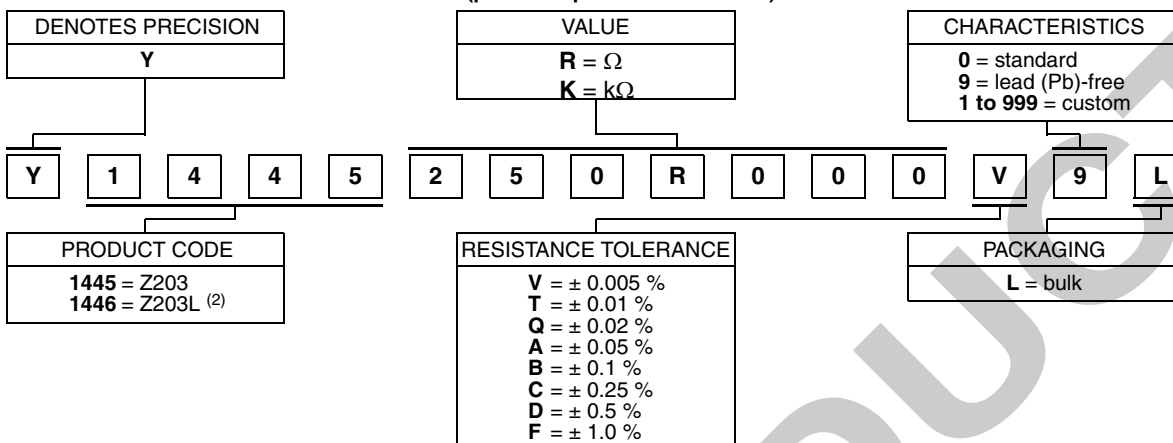 DENOTES PRECISION
Y
VALUE
R = Ω
K = kΩ
CHARACTERISTICS
0 = standard
9 = lead (Pb)-free
1 to 999 = custom
Y 1 4 4 5 2 5 0 R 0 0 0 V 9 L
PRODUCT CODE
1445 = Z203
1446 = Z203L (2)
RESISTANCE TOLERANCE
V = ± 0.005 %
T = ± 0.01 %
Q = ± 0.02 %
A = ± 0.05 %
B = ± 0.1 %
C = ± 0.25 %
D = ± 0.5 %
F = ± 1.0 %
PACKAGING
L = bulk